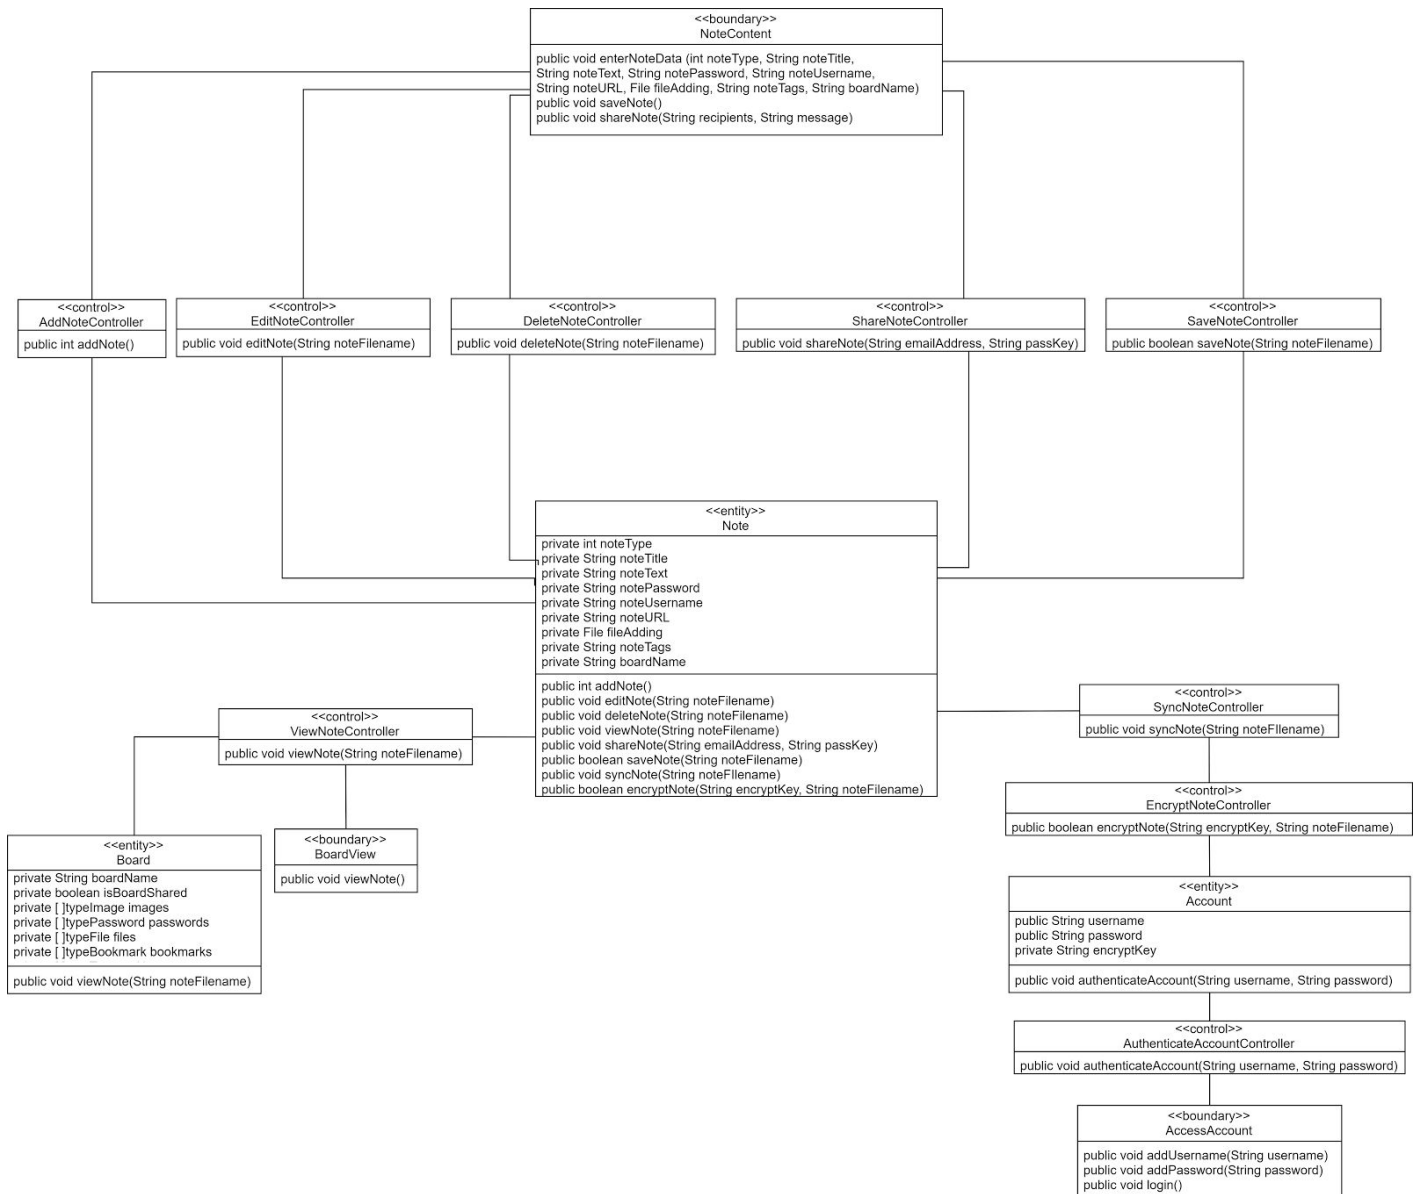 <<boundary>>
NoteContent
public void enterNoteData (int noteType, String noteTitle,
String noteText, String notePassword, String noteUsername,
String noteURL, File fileAdding, String noteTags, String boardName)
public void saveNote()
public void shareNote(String recipients, String message)
<<control>>
AddNoteController
public int addNote()
<<control>>
EditNoteController
public void editNote(String noteFilename)
<<control>>
DeleteNoteController
public void deleteNote(String noteFilename)
<<control>>
ShareNoteController
public void shareNote(String emailAddress, String passKey)
<<control>>
SaveNoteController
public boolean saveNote(String noteFilename)
<<entity>>
Note
private int noteType
private String noteTitle
private String noteText
private String notePassword
private String noteUsername
private String noteURL
private File fileAdding
private String noteTags
private String boardName
public int addNote()
public void editNote(String noteFilename)
public void deleteNote(String noteFilename)
public void viewNote(String noteFilename)
public void shareNote(String emailAddress, String passKey)
public boolean saveNote(String noteFilename)
public void syncNote(String noteFIlename)
public boolean encryptNote(String encryptKey, String noteFilename)
<<control>>
ViewNoteController
public void viewNote(String noteFilename)
<<entity>>
Board
private String boardName
private boolean isBoardShared
private [ ]typeImage images
private [ ]typePassword passwords
private [ ]typeFile files
private [ ]typeBookmark bookmarks
public void viewNote(String noteFilename)
<<boundary>>
BoardView
public void viewNote()
<<control>>
SyncNoteController
public void syncNote(String noteFIlename)
<<control>>
EncryptNoteController
public boolean encryptNote(String encryptKey, String noteFilename)
<<entity>>
Account
public String username
public String password
private String encryptKey
public void authenticateAccount(String username, String password)
<<control>>
AuthenticateAccountController
public void authenticateAccount(String username, String password)
<<boundary>>
AccessAccount
public void addUsername(String username)
public void addPassword(String password)
public void login()